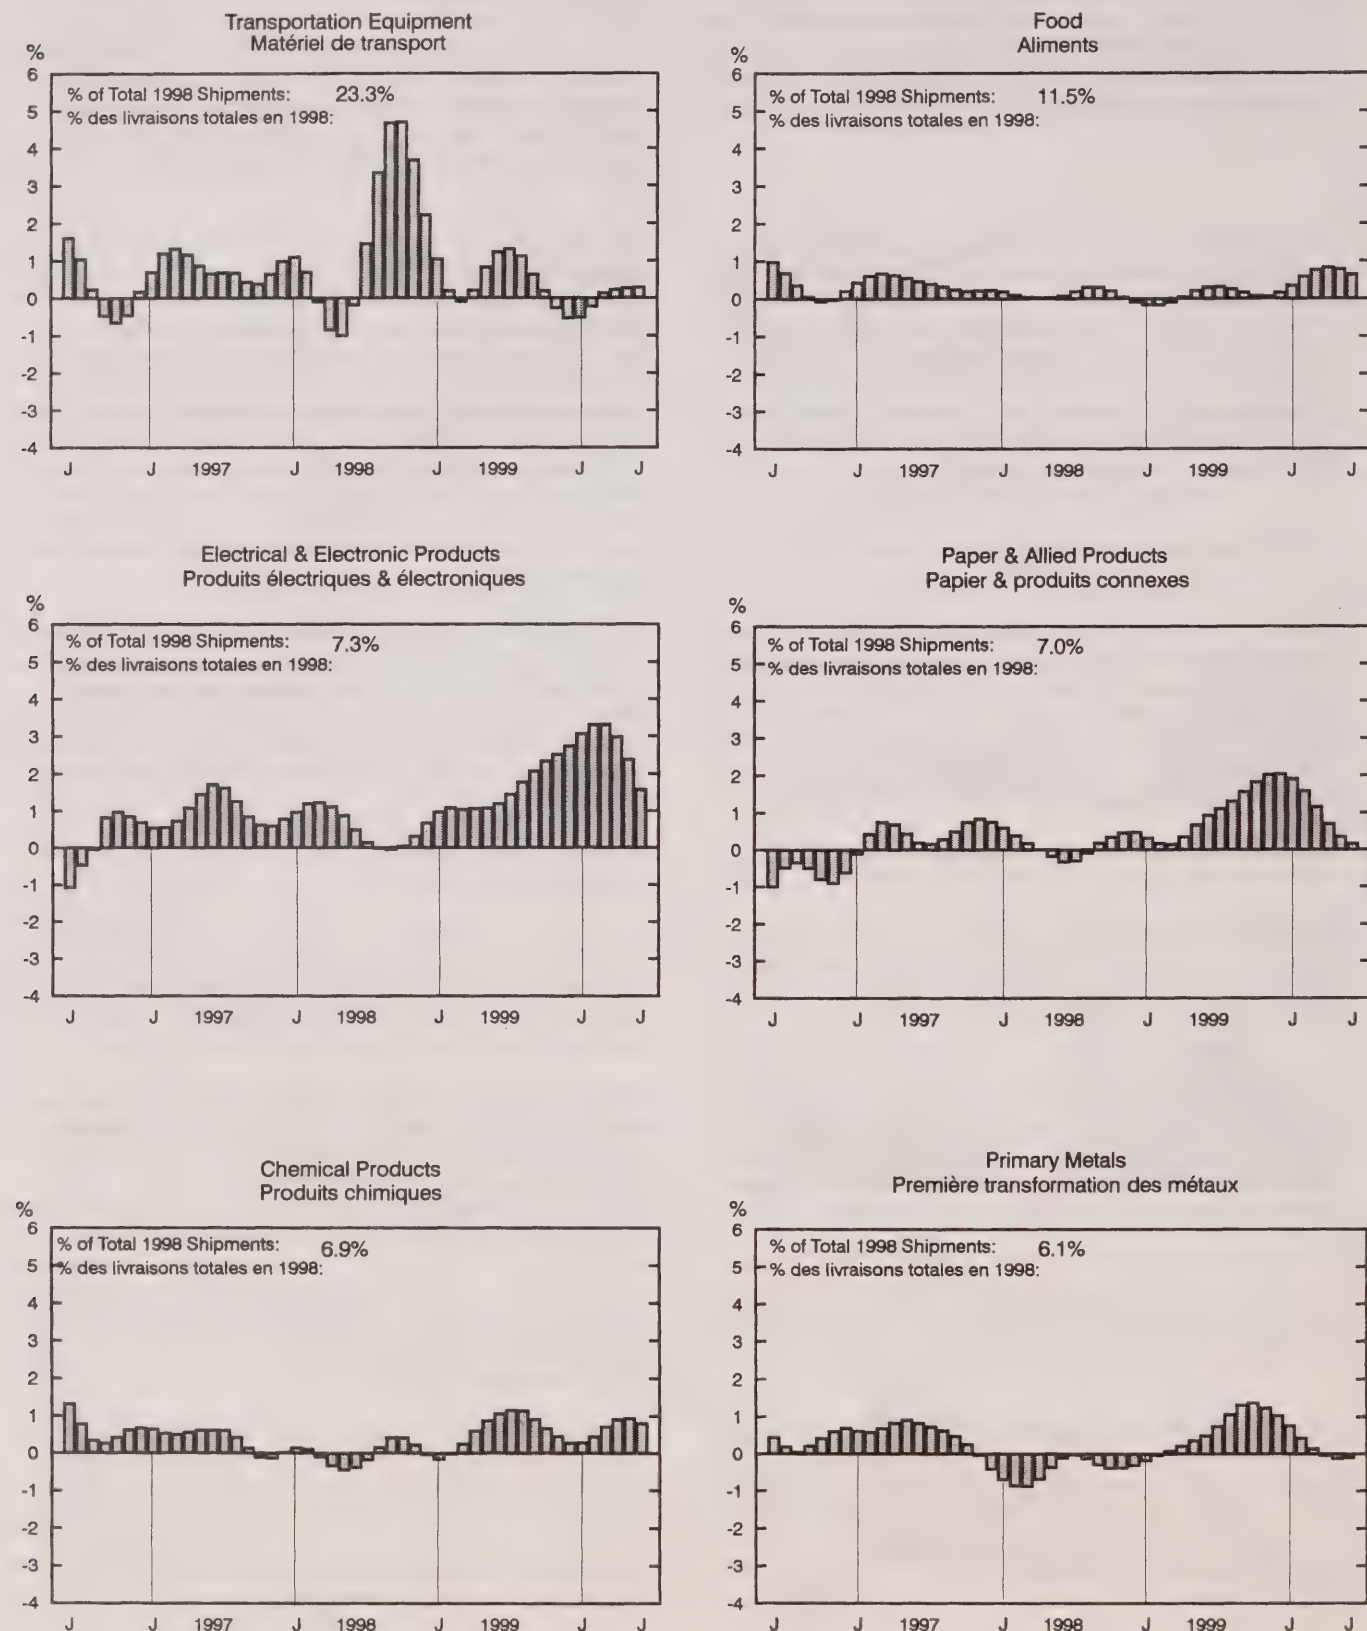 Transportation Equipment
Matériel de transport
%
6
5
4
3
2
1
0
-1
-2
-3
-4
% of Total 1998 Shipments: 23.3%
% des livraisons totales en 1998:
J J 1997 J 1998 J 1999 J J
Food
Aliments
%
6
5
4
3
2
1
0
-1
-2
-3
-4
% of Total 1998 Shipments: 11.5%
% des livraisons totales en 1998:
J J 1997 J 1998 J 1999 J J
Electrical & Electronic Products
Produits électriques & électroniques
%
6
5
4
3
2
1
0
-1
-2
-3
-4
% of Total 1998 Shipments: 7.3%
% des livraisons totales en 1998:
J J 1997 J 1998 J 1999 J J
Paper & Allied Products
Papier & produits connexes
%
6
5
4
3
2
1
0
-1
-2
-3
-4
% of Total 1998 Shipments: 7.0%
% des livraisons totales en 1998:
J J 1997 J 1998 J 1999 J J
Chemical Products
Produits chimiques
%
6
5
4
3
2
1
0
-1
-2
-3
-4
% of Total 1998 Shipments: 6.9%
% des livraisons totales en 1998:
J J 1997 J 1998 J 1999 J J
Primary Metals
Première transformation des métaux
%
6
5
4
3
2
1
0
-1
-2
-3
-4
% of Total 1998 Shipments: 6.1%
% des livraisons totales en 1998:
J J 1997 J 1998 J 1999 J J